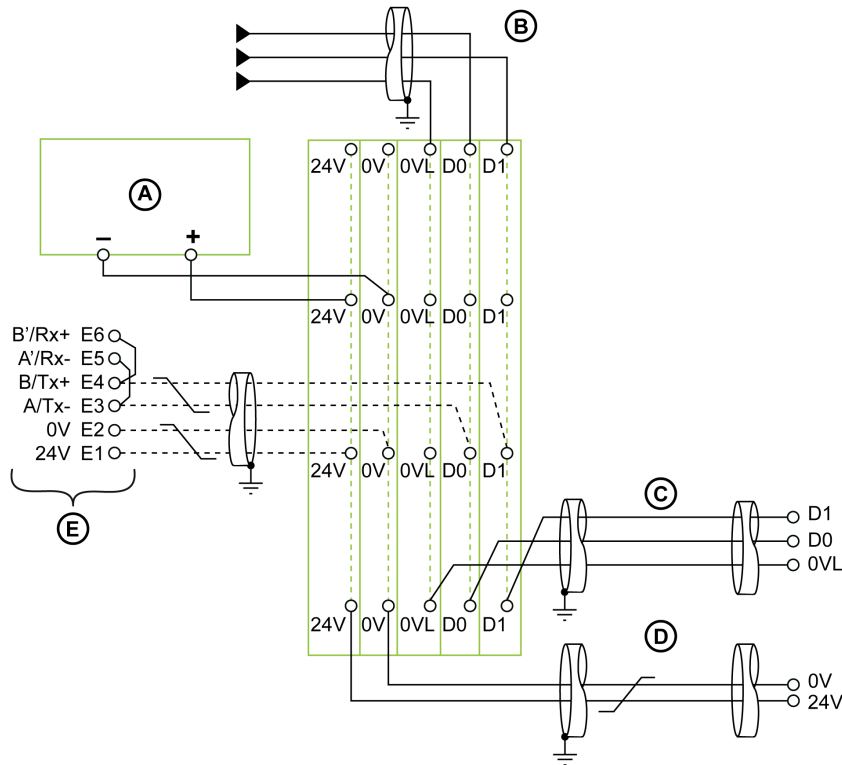 B
24V 0V 0VL D0 D1
A
− +
24V 0V 0VL D0 D1
B'/Rx+ E6
A'/Rx- E5
B/Tx+ E4
A/Tx- E3
0V E2
24V E1
24V 0V 0VL D0 D1
E
C
D1
D0
0VL
24V 0V 0VL D0 D1
D
0V
24V